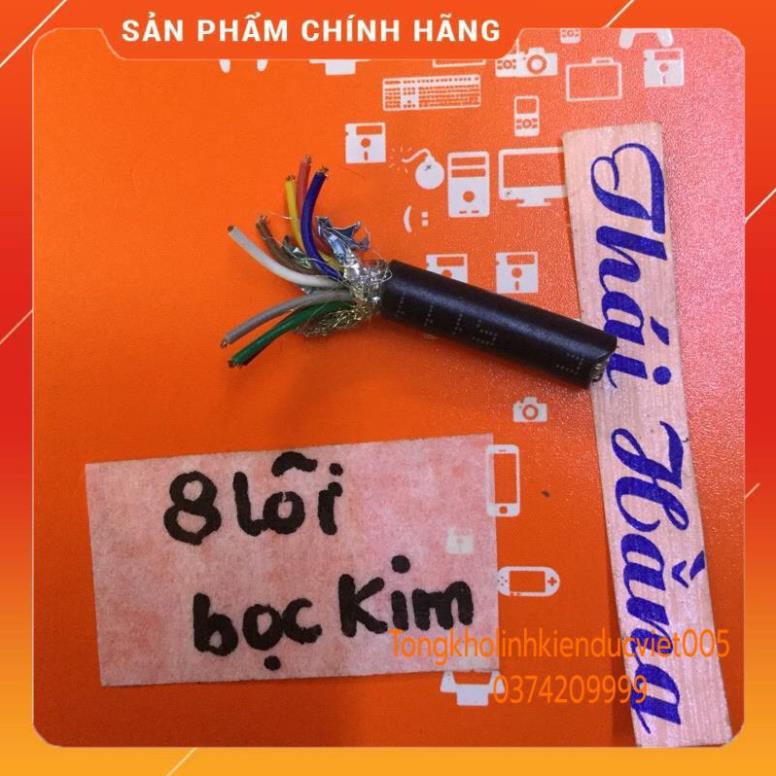 SẢN PHẨM CHÍNH HÃNG
Thái Hằng
8 lõi
bọc kim
Tongkholinhkienducviet005
0374209999